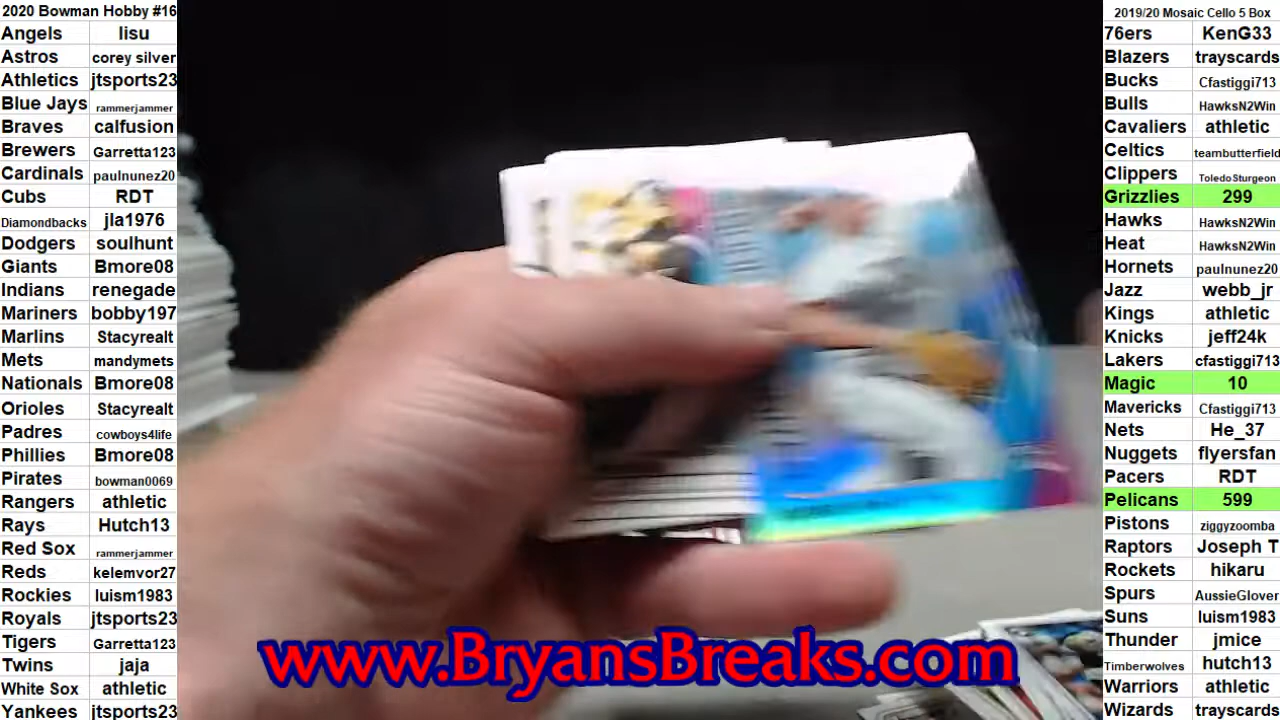 2020 Bowman Hobby #16
Angels lisu
Astros corey silver
Athletics jtsports23
Blue Jays rammerjammer
Braves calfusion
Brewers Garretta123
Cardinals paulnunez20
Cubs RDT
Diamondbacks jla1976
Dodgers soulhunt
Giants Bmore08
Indians renegade
Mariners bobby197
Marlins Stacyrealt
Mets mandymets
Nationals Bmore08
Orioles Stacyrealt
Padres cowboys4life
Phillies Bmore08
Pirates bowman0069
Rangers athletic
Rays Hutch13
Red Sox rammerjammer
Reds kelemvor27
Rockies luism1983
Royals jtsports23
Tigers Garretta123
Twins jaja
White Sox athletic
Yankees jtsports23
www.BryansBreaks.com
2019/20 Mosaic Cello 5 Box
76ers KenG33
Blazers trayscards
Bucks Cfastiggi713
Bulls HawksN2Win
Cavaliers athletic
Celtics teambutterfield
Clippers ToledoSturgeon
Grizzlies 299
Hawks HawksN2Win
Heat HawksN2Win
Hornets paulnunez20
Jazz webb_jr
Kings athletic
Knicks jeff24k
Lakers cfastiggi713
Magic 10
Mavericks Cfastiggi713
Nets He_37
Nuggets flyersfan
Pacers RDT
Pelicans 599
Pistons ziggyzoomba
Raptors Joseph T
Rockets hikaru
Spurs AussieGlover
Suns luism1983
Thunder jmice
Timberwolves hutch13
Warriors athletic
Wizards trayscards